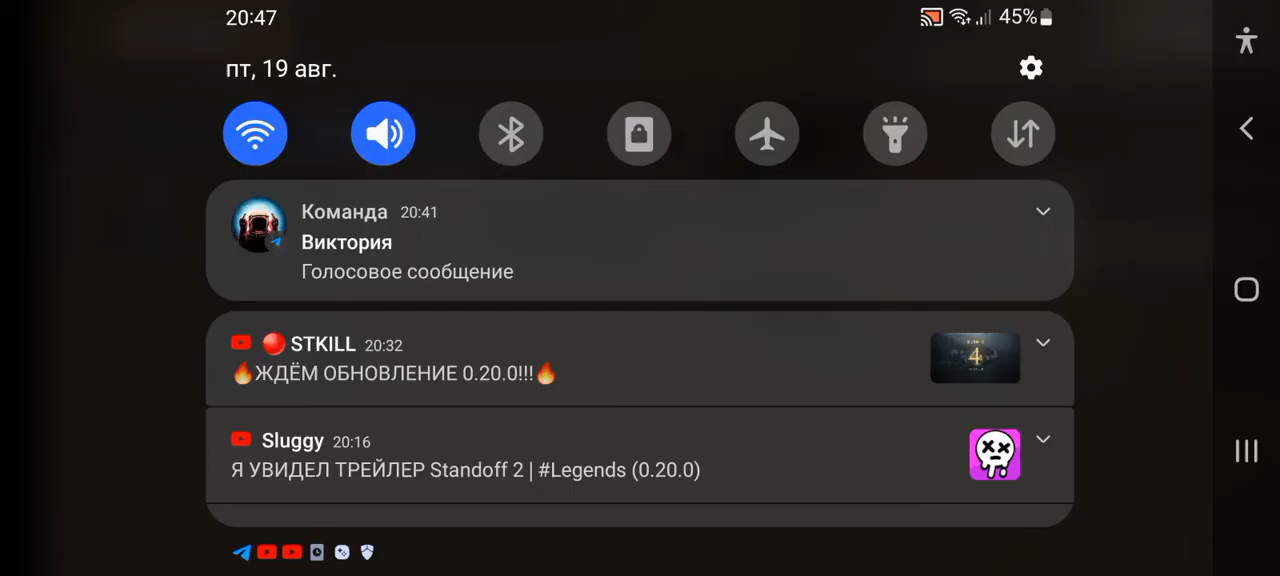 20:47
45%
пт, 19 авг.
Команда 20:41
Виктория
Голосовое сообщение
STKILL 20:32
🔥ЖДЁМ ОБНОВЛЕНИЕ 0.20.0!!!🔥
4
Sluggy 20:16
Я УВИДЕЛ ТРЕЙЛЕР Standoff 2 | #Legends (0.20.0)